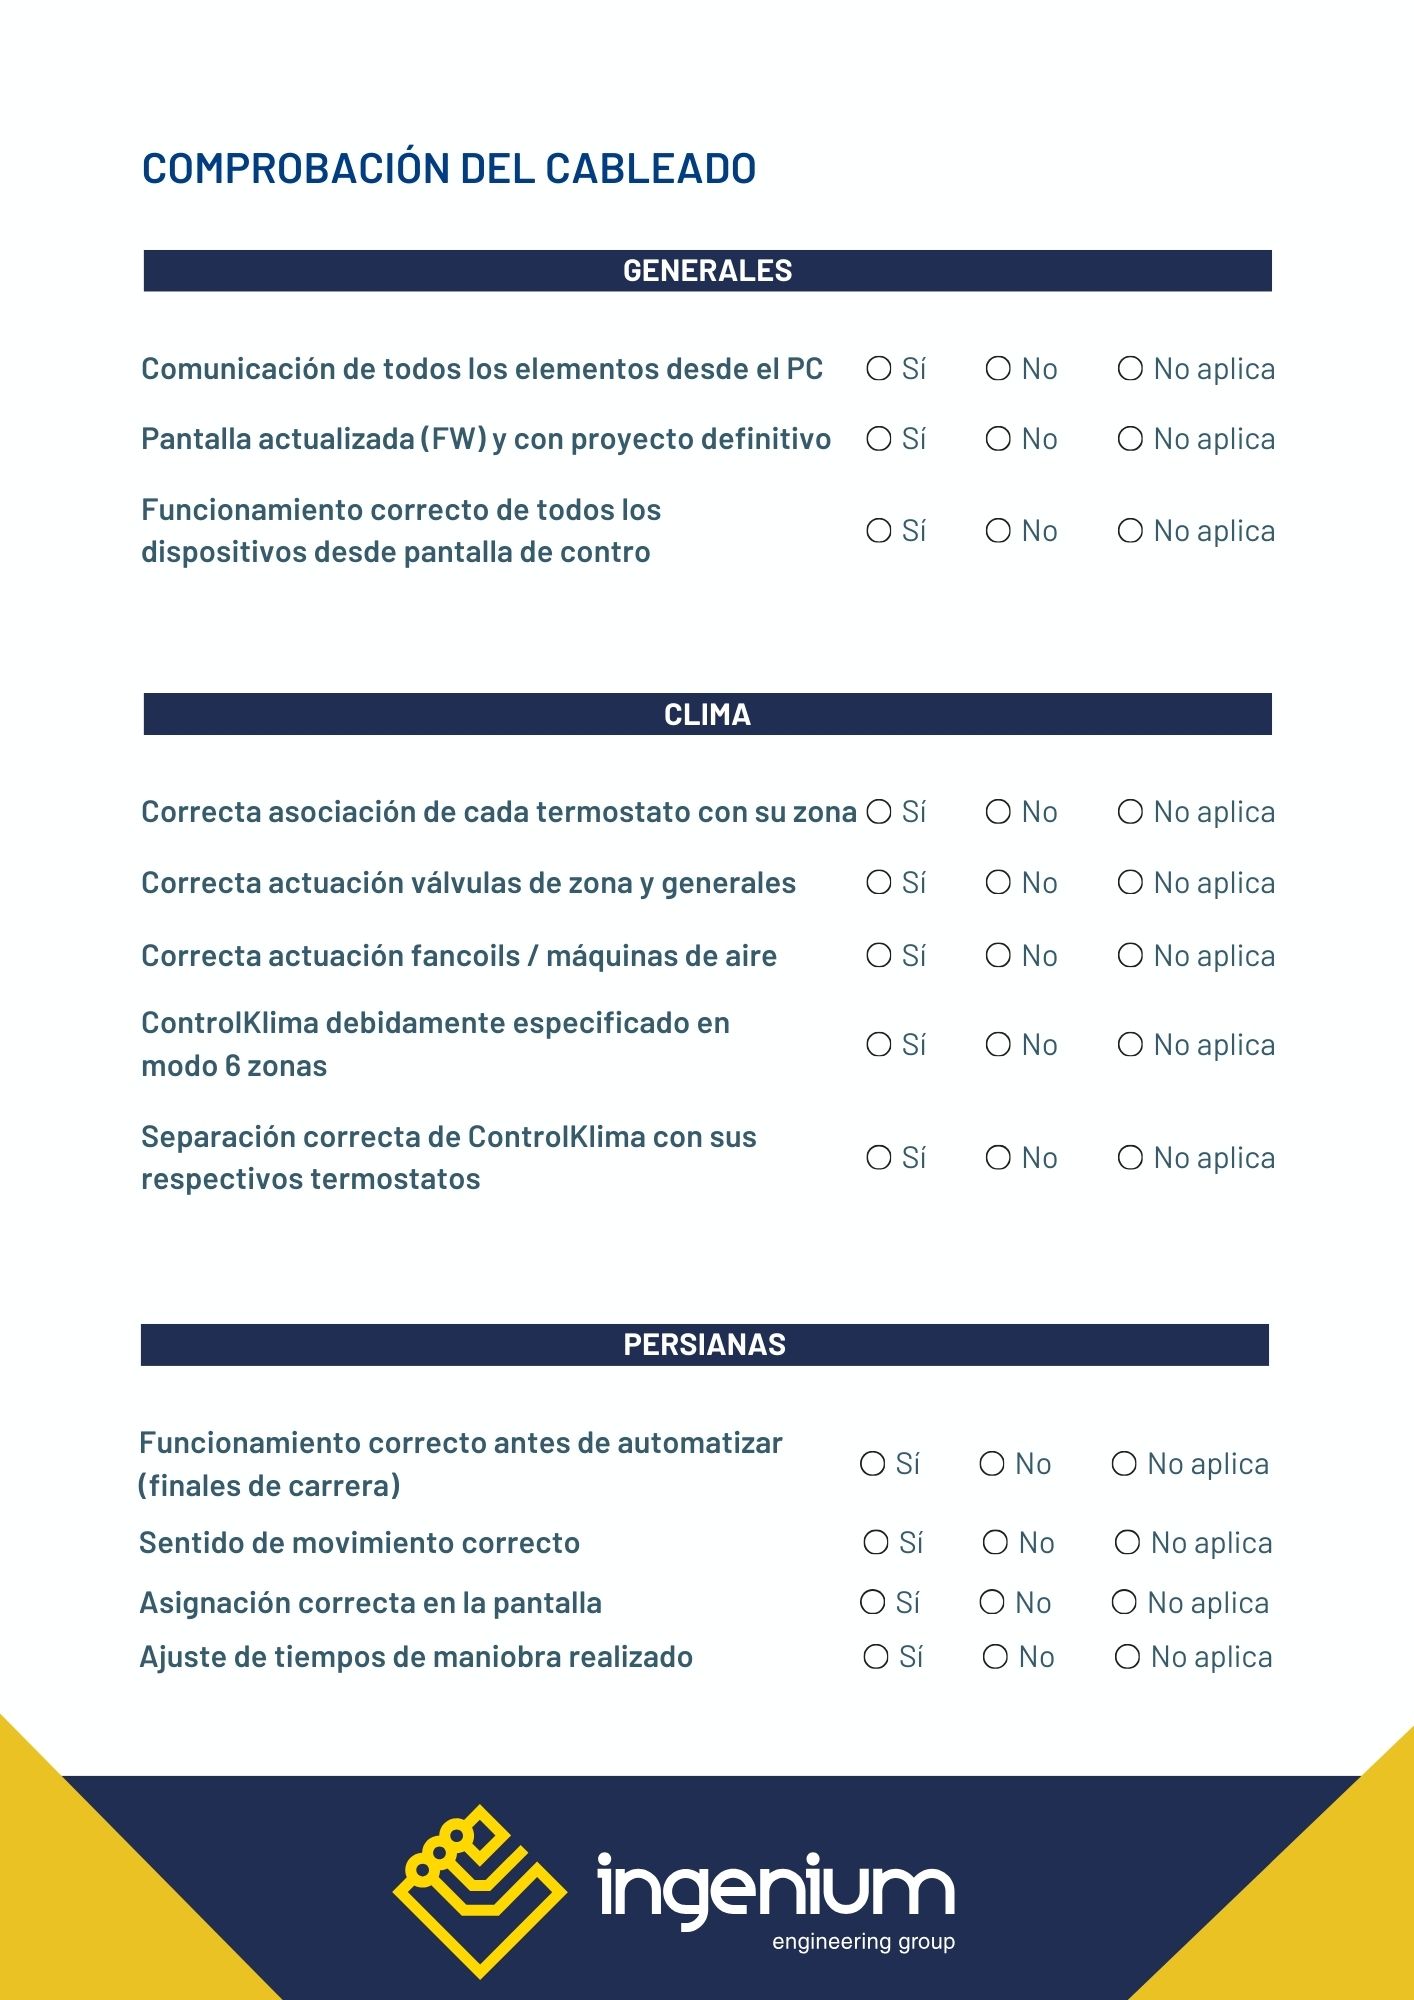 COMPROBACIÓN DEL CABLEADO
GENERALES
Comunicación de todos los elementos desde el PC Sí No No aplica
Pantalla actualizada (FW) y con proyecto definitivo Sí No No aplica
Funcionamiento correcto de todos los
dispositivos desde pantalla de contro Sí No No aplica
CLIMA
Correcta asociación de cada termostato con su zona Sí No No aplica
Correcta actuación válvulas de zona y generales Sí No No aplica
Correcta actuación fancoils / máquinas de aire Sí No No aplica
ControlKlima debidamente especificado en
modo 6 zonas Sí No No aplica
Separación correcta de ControlKlima con sus
respectivos termostatos Sí No No aplica
PERSIANAS
Funcionamiento correcto antes de automatizar
(finales de carrera) Sí No No aplica
Sentido de movimiento correcto Sí No No aplica
Asignación correcta en la pantalla Sí No No aplica
Ajuste de tiempos de maniobra realizado Sí No No aplica
ingenium
engineering group